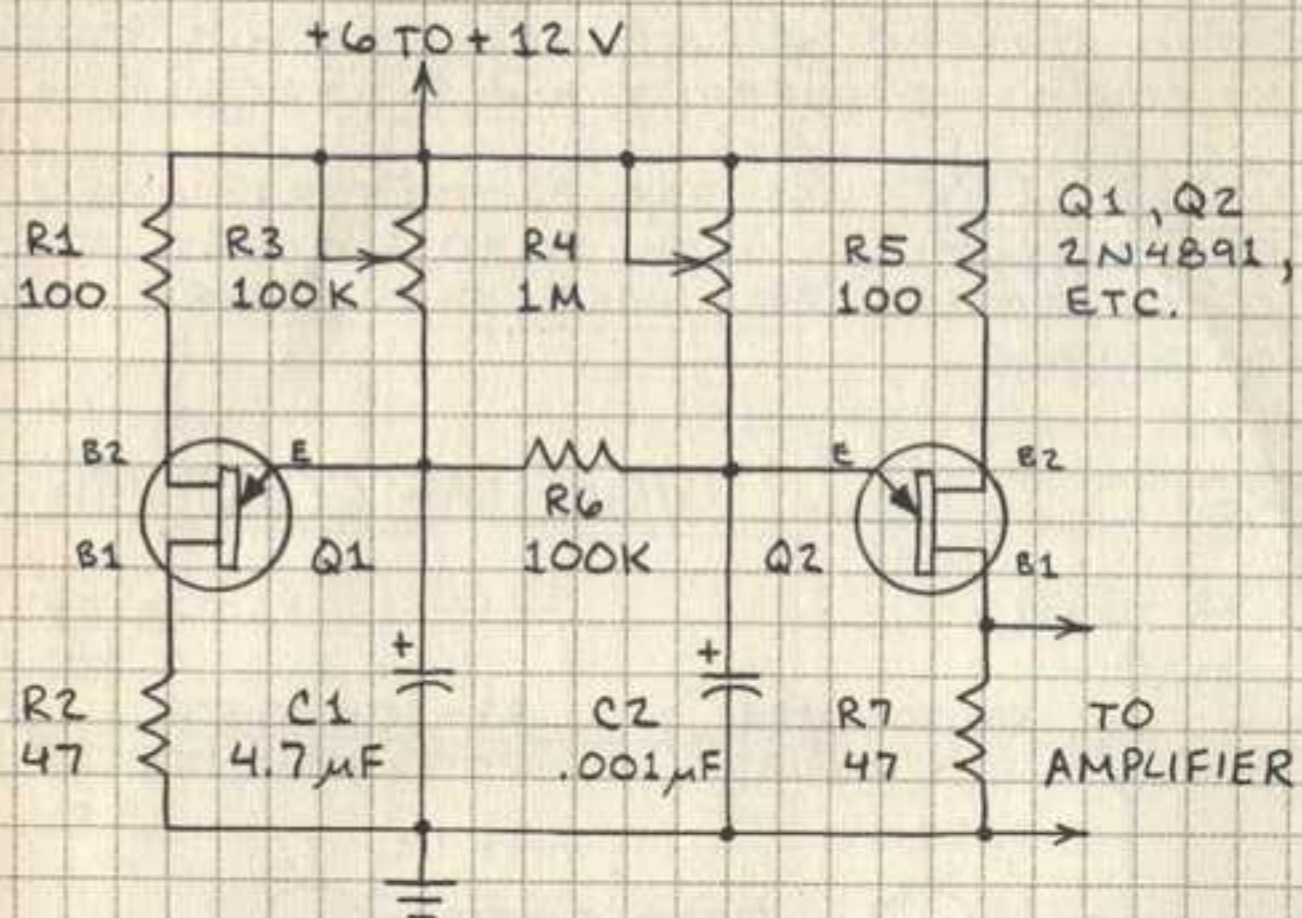 +6 TO + 12 V
R1
100
R3
100K
R4
1M
R5
100
Q1, Q2
2N4891,
ETC.
B2
E
B1
Q1
R6
100K
E
B2
Q2
B1
R2
47
+
C1
4.7µF
+
C2
.001µF
R7
47
TO
AMPLIFIER